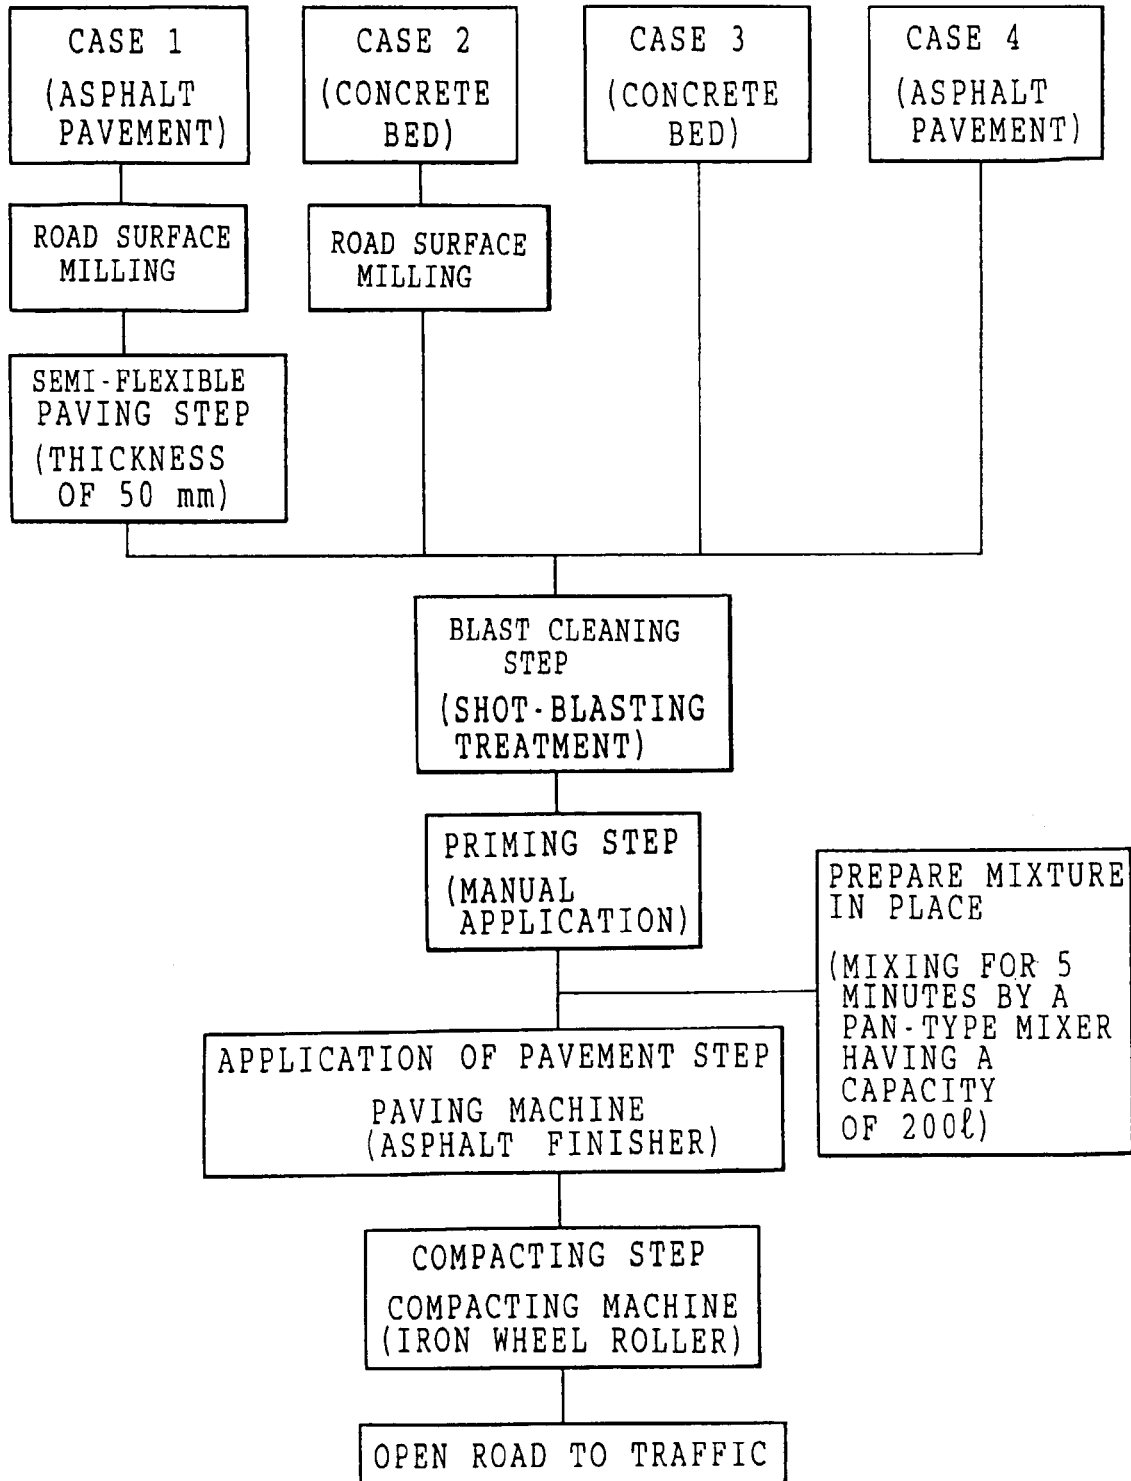 CASE 1
(ASPHALT
PAVEMENT)
CASE 2
(CONCRETE
BED)
CASE 3
(CONCRETE
BED)
CASE 4
(ASPHALT
PAVEMENT)
ROAD SURFACE
MILLING
ROAD SURFACE
MILLING
SEMI-FLEXIBLE
PAVING STEP
(THICKNESS
OF 50 mm)
BLAST CLEANING
STEP
(SHOT-BLASTING
TREATMENT)
PRIMING STEP
(MANUAL
APPLICATION)
PREPARE MIXTURE
IN PLACE
(MIXING FOR 5
MINUTES BY A
PAN-TYPE MIXER
HAVING A
CAPACITY
OF 200ℓ)
APPLICATION OF PAVEMENT STEP
PAVING MACHINE
(ASPHALT FINISHER)
COMPACTING STEP
COMPACTING MACHINE
(IRON WHEEL ROLLER)
OPEN ROAD TO TRAFFIC